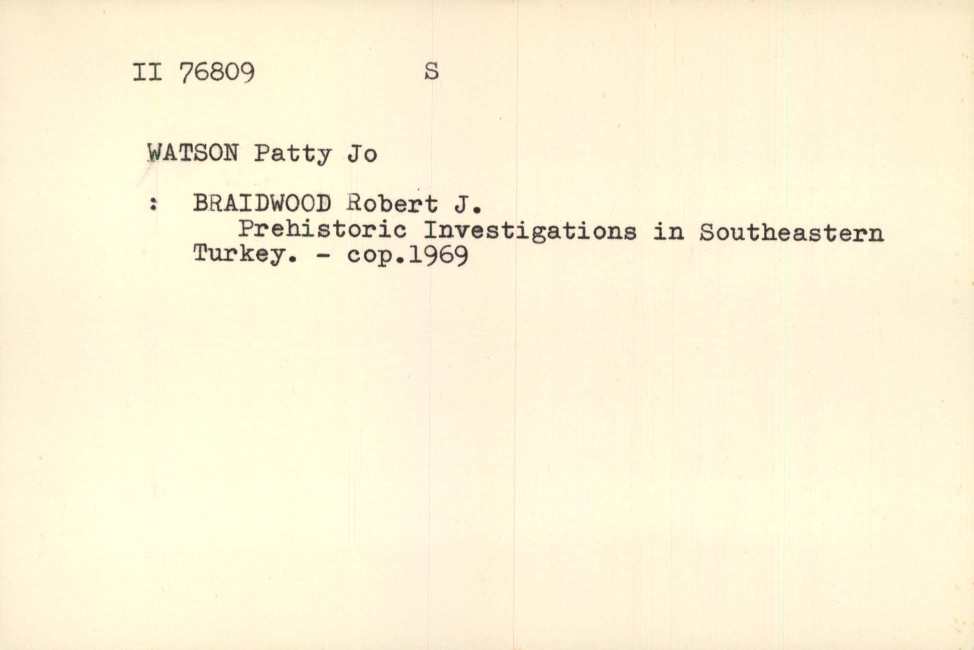 II 76809 S
WATSON Patty Jo
: BRAIDWOOD Robert J.
Prehistoric Investigations in Southeastern
Turkey. - cop.1969